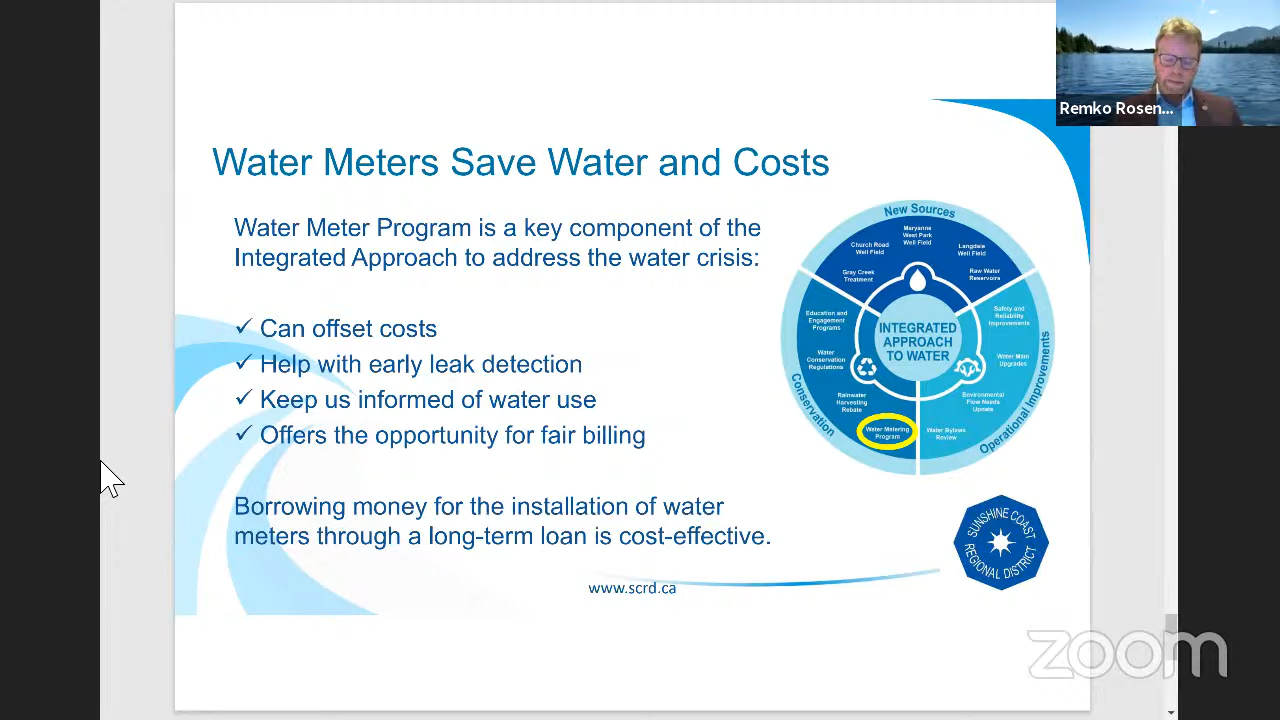 Remko Rosen...
Water Meters Save Water and Costs
Water Meter Program is a key component of the
Integrated Approach to address the water crisis:
✓ Can offset costs
✓ Help with early leak detection
✓ Keep us informed of water use
✓ Offers the opportunity for fair billing
Borrowing money for the installation of water
meters through a long-term loan is cost-effective.
New Sources
Maryanne
West Park
Well Field
Church Road
Well Field
Langdale
Well Field
Gray Creek
Treatment
Raw Water
Reservoirs
Education and
Engagement
Programs
Water
Conservation
Regulations
Rainwater
Harvesting
Rebate
Water Metering
Program
Conservation
INTEGRATED
APPROACH
TO WATER
Safety and
Reliability
Improvements
Water Main
Upgrades
Environmental
Flow Needs
Update
Water Bylaws
Review
Operational Improvements
SUNSHINE COAST
REGIONAL DISTRICT
www.scrd.ca
zoom